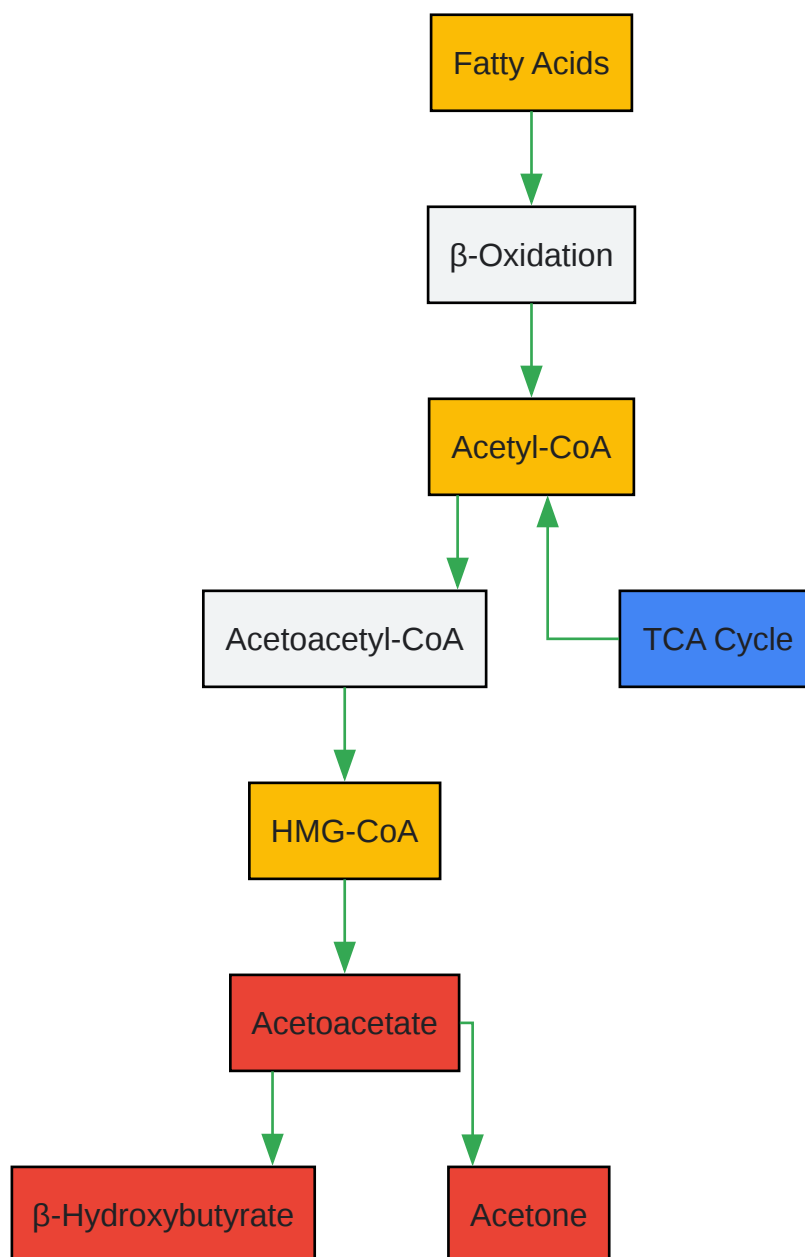 Fatty Acids
β-Oxidation
Acetyl-CoA
Acetoacetyl-CoA
TCA Cycle
HMG-CoA
Acetoacetate
β-Hydroxybutyrate
Acetone